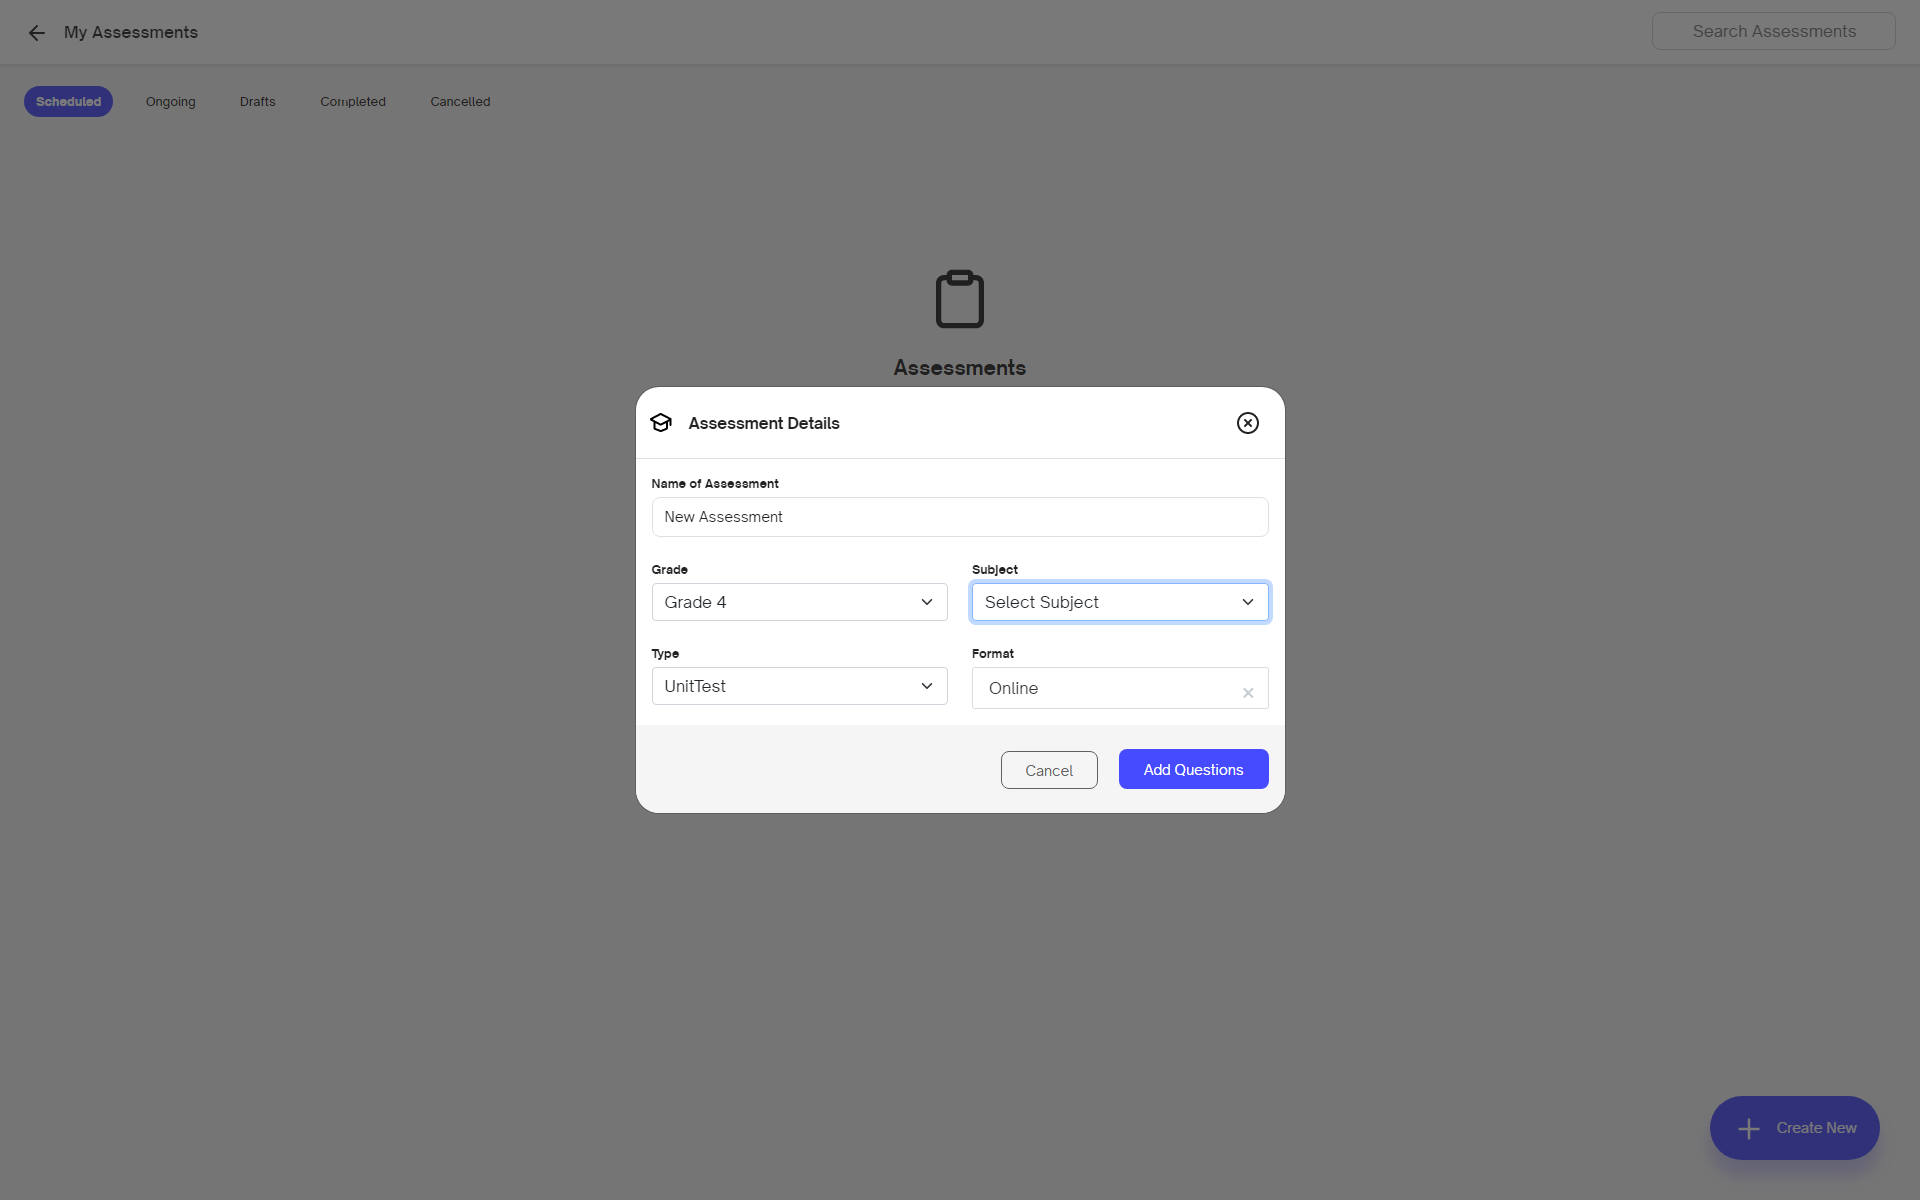 My Assessments
Search Assessments
Scheduled
Ongoing
Drafts
Completed
Cancelled
Assessments
Assessment Details
Name of Assessment
New Assessment
Grade
Subject
Grade 4
Select Subject
Type
Format
UnitTest
Online
Cancel
Add Questions
Create New